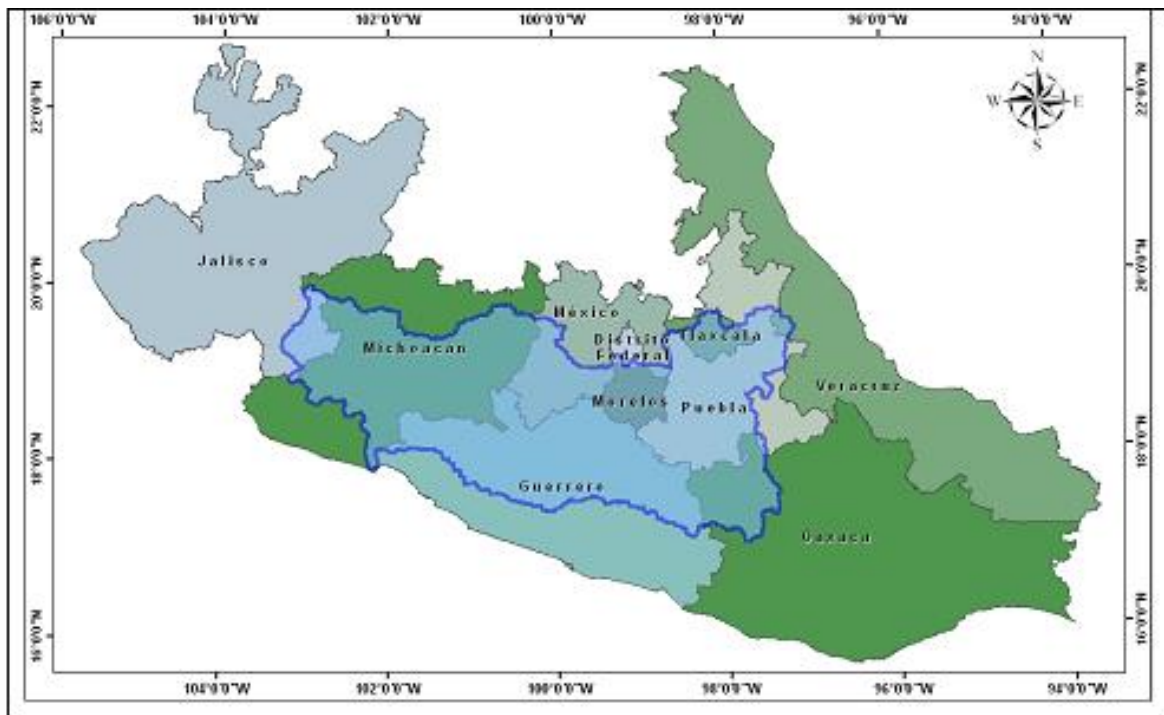 106°0'0"W 104°0'0"W 102°0'0"W 100°0'0"W 98°0'0"W 96°0'0"W 94°0'0"W
N
W E
S
22°0'0"N 22°0'0"N
Jalisco
20°0'0"N 20°0'0"N
México
Distrito Tlaxcala
Federal
Michoacan
Veracruz
Morelos Puebla
18°0'0"N 18°0'0"N
Guerrero
Oaxaca
16°0'0"N 16°0'0"N
104°0'0"W 102°0'0"W 100°0'0"W 98°0'0"W 96°0'0"W 94°0'0"W